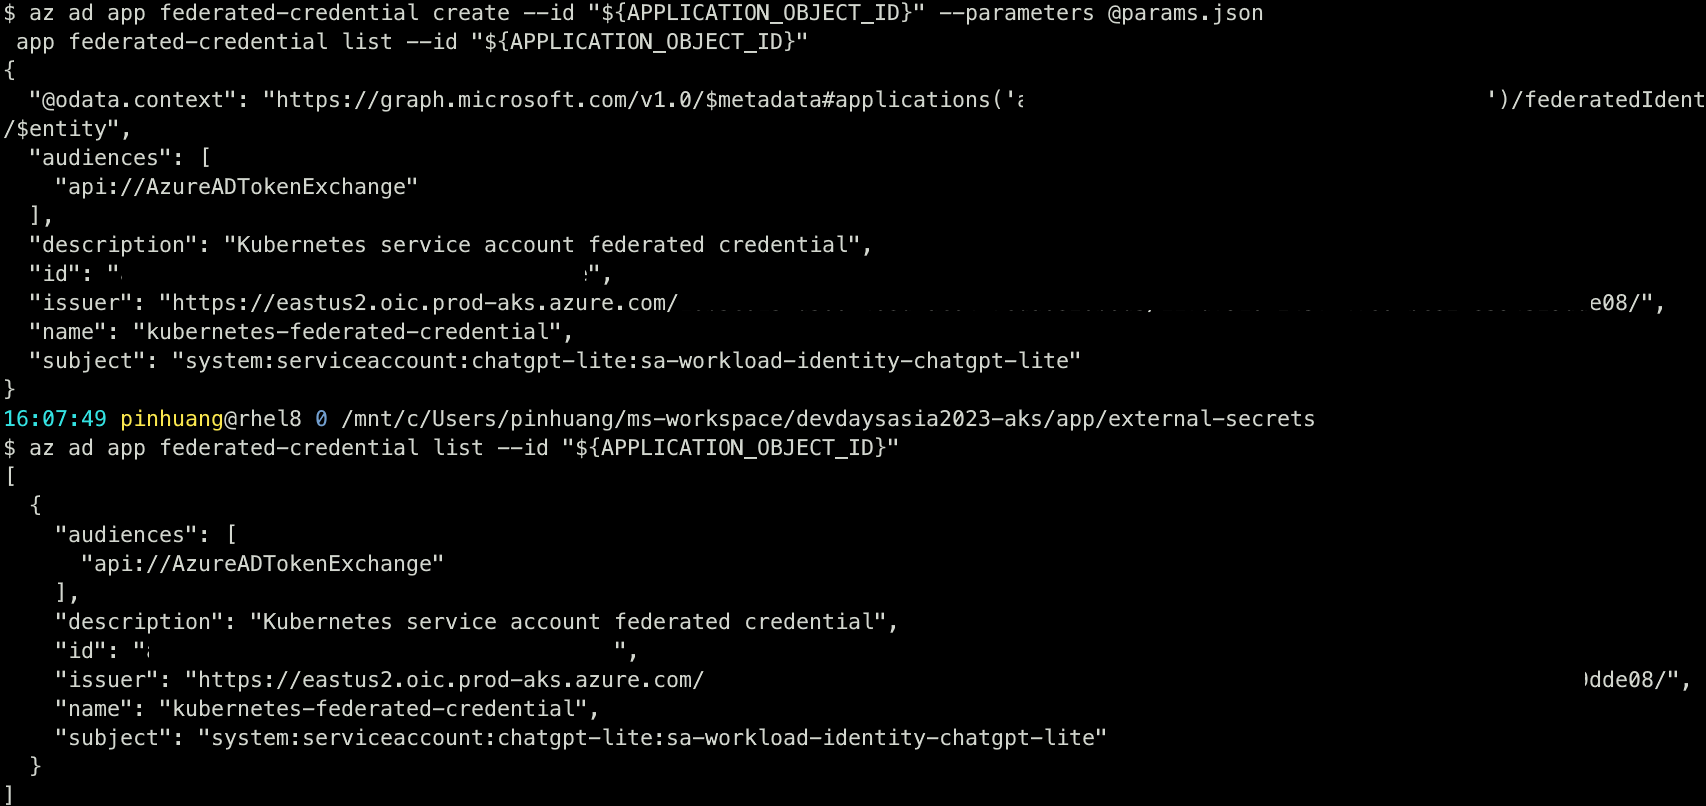 $ az ad app federated-credential create --id "${APPLICATION_OBJECT_ID}" --parameters @params.json
 app federated-credential list --id "${APPLICATION_OBJECT_ID}"
{
  "@odata.context": "https://graph.microsoft.com/v1.0/$metadata#applications('a ')/federatedIdent
/$entity",
  "audiences": [
    "api://AzureADTokenExchange"
  ],
  "description": "Kubernetes service account federated credential",
  "id": " ",
  "issuer": "https://eastus2.oic.prod-aks.azure.com/ e08/",
  "name": "kubernetes-federated-credential",
  "subject": "system:serviceaccount:chatgpt-lite:sa-workload-identity-chatgpt-lite"
}
16:07:49 pinhuang@rhel8 0 /mnt/c/Users/pinhuang/ms-workspace/devdaysasia2023-aks/app/external-secrets
$ az ad app federated-credential list --id "${APPLICATION_OBJECT_ID}"
[
  {
    "audiences": [
      "api://AzureADTokenExchange"
    ],
    "description": "Kubernetes service account federated credential",
    "id": " ",
    "issuer": "https://eastus2.oic.prod-aks.azure.com/ dde08/",
    "name": "kubernetes-federated-credential",
    "subject": "system:serviceaccount:chatgpt-lite:sa-workload-identity-chatgpt-lite"
  }
]